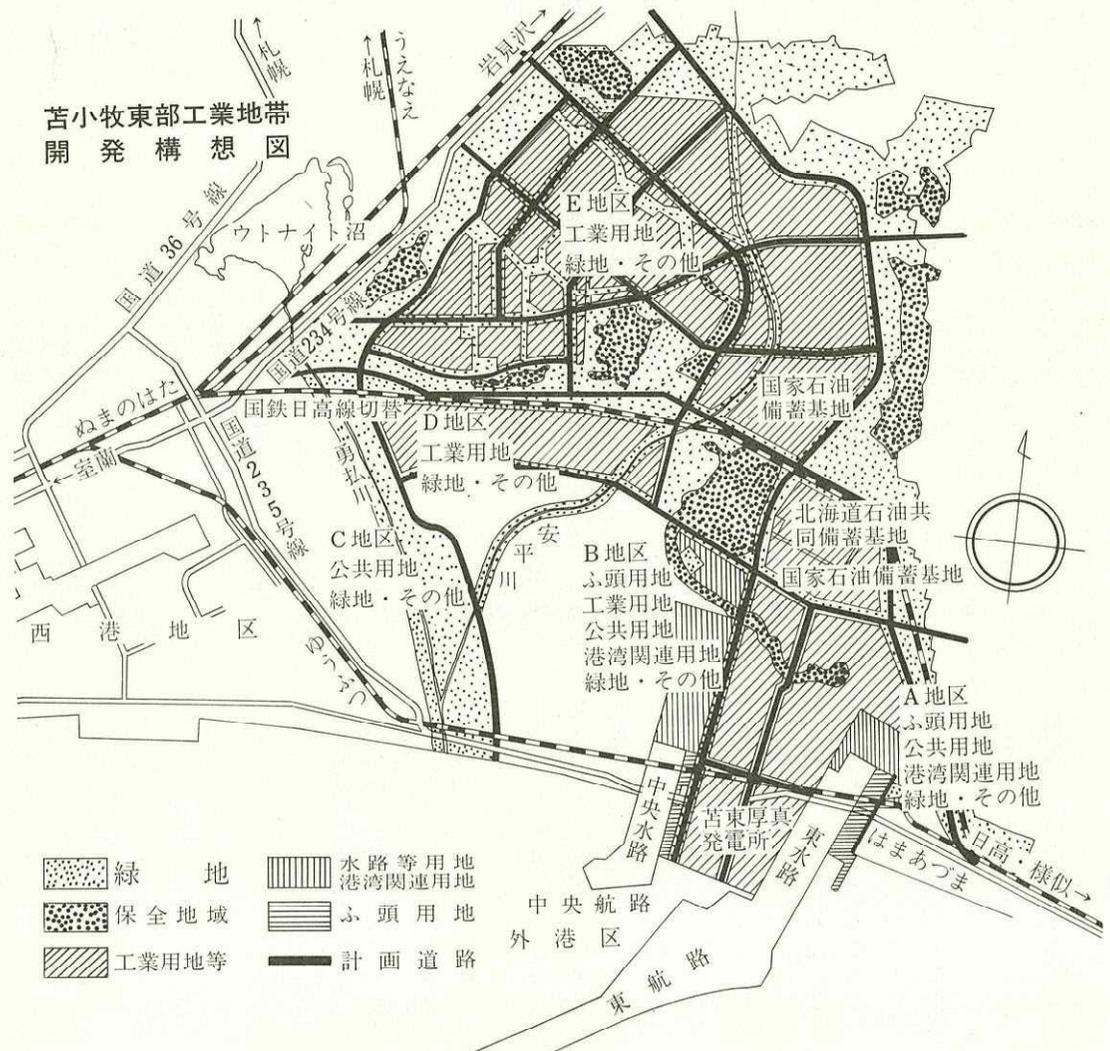 苫小牧東部工業地帯
開発構想図
←札幌
←札幌
うえなえ
岩見沢→
国道36号線
ウトナイト沼
国道234号線
E地区
工業用地
緑地・その他
国家石油
備蓄基地
ぬまのはた
国鉄日高線切替
←室蘭
国道235号線
勇払川
D地区
工業用地
緑地・その他
C地区
公共用地
緑地・その他
安平川
B地区
ふ頭用地
工業用地
公共用地
港湾関連用地
緑地・その他
北海道石油共
同備蓄基地
国家石油備蓄基地
西港地区
ゆうふつ
A地区
ふ頭用地
公共用地
港湾関連用地
緑地・その他
中央水路
苫東厚真
発電所
東水路
はまあづま
日高・様似→
中央航路
外港区
東航路
緑地
保全地域
工業用地等
水路等用地
港湾関連用地
ふ頭用地
計画道路